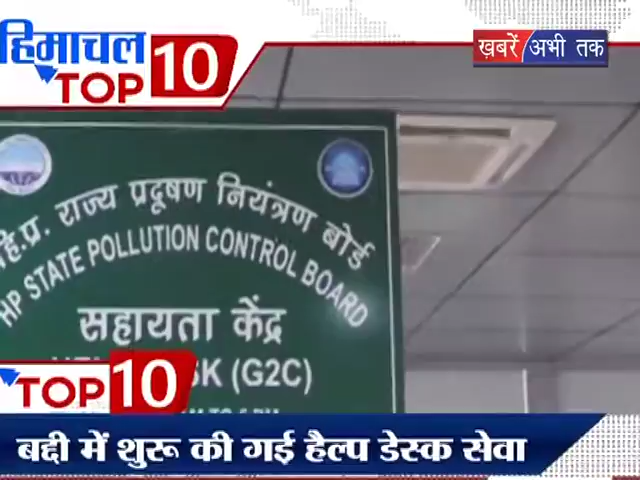 हिमाचल
TOP 10
ख़बरें अभी तक
हि.प्र. राज्य प्रदूषण नियंत्रण बोर्ड
HP STATE POLLUTION CONTROL BOARD
सहायता केंद्र
(G2C)
TOP 10
बद्दी में शुरू की गई हैल्प डेस्क सेवा